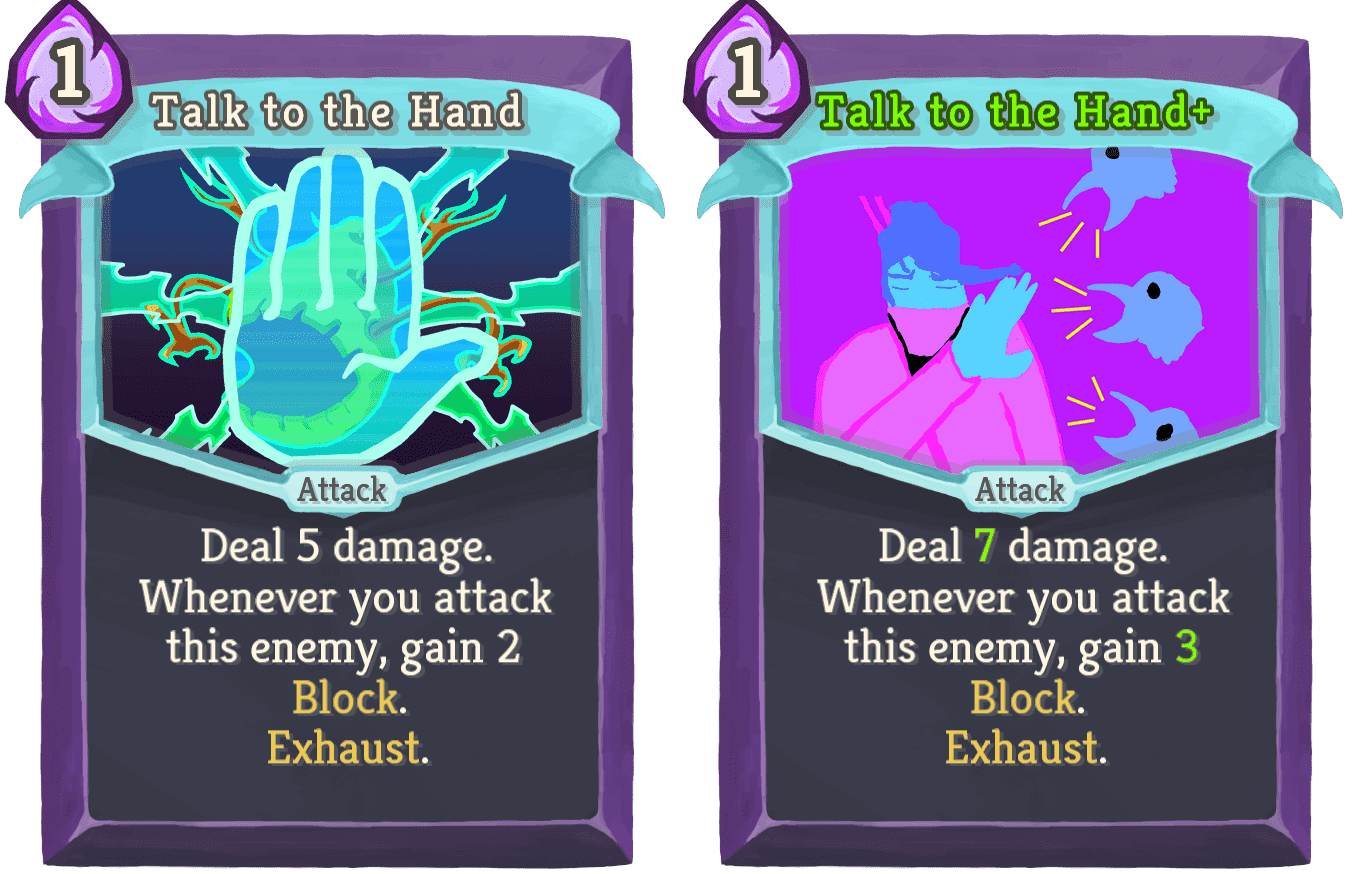 1
Talk to the Hand
Attack
Deal 5 damage.
Whenever you attack
this enemy, gain 2
Block.
Exhaust.
1
Talk to the Hand+
Attack
Deal 7 damage.
Whenever you attack
this enemy, gain 3
Block.
Exhaust.